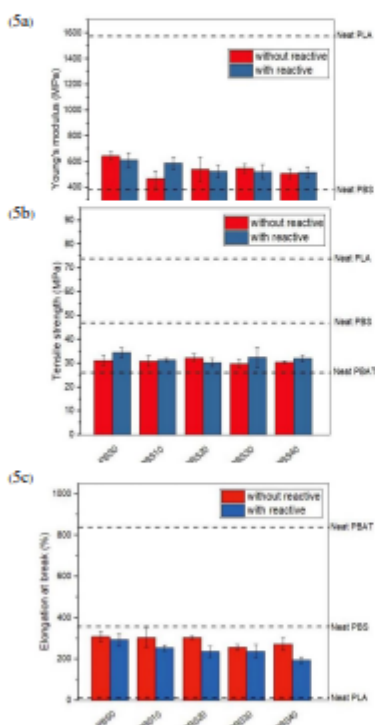 (5a)
1600
1400
1200
1000
800
600
400
Young's modulus (MPa)
Neat PLA
without reactive
with reactive
Neat PBS
(5b)
90
80
70
60
50
40
30
20
10
0
Tensile strength (MPa)
without reactive
with reactive
Neat PLA
Neat PBS
Neat PBAT
(5c)
1000
800
600
400
200
0
Elongation at break (%)
without reactive
with reactive
Neat PBAT
Neat PBS
Neat PLA